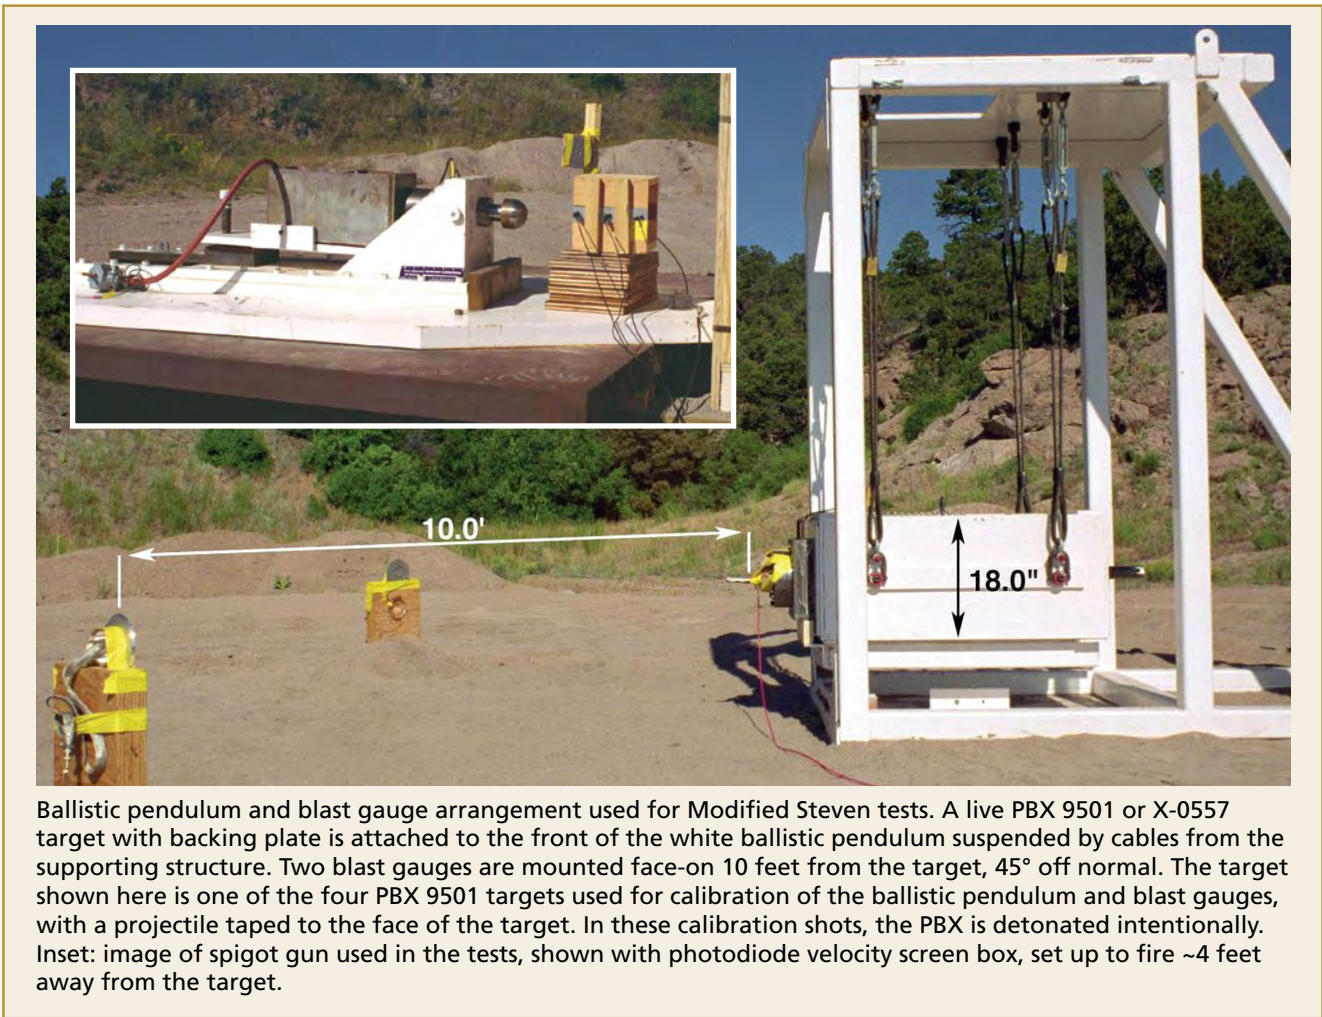 10.0'
18.0"
Ballistic pendulum and blast gauge arrangement used for Modified Steven tests. A live PBX 9501 or X-0557
target with backing plate is attached to the front of the white ballistic pendulum suspended by cables from the
supporting structure. Two blast gauges are mounted face-on 10 feet from the target, 45° off normal. The target
shown here is one of the four PBX 9501 targets used for calibration of the ballistic pendulum and blast gauges,
with a projectile taped to the face of the target. In these calibration shots, the PBX is detonated intentionally.
Inset: image of spigot gun used in the tests, shown with photodiode velocity screen box, set up to fire ~4 feet
away from the target.